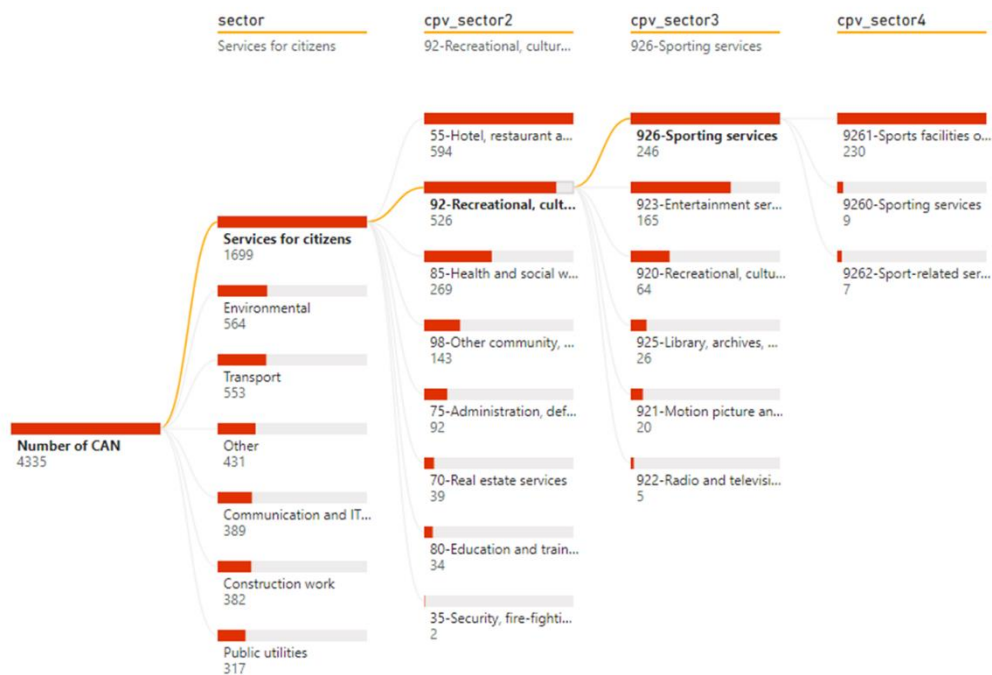 sector
Services for citizens
cpv_sector2
92-Recreational, cultur...
cpv_sector3
926-Sporting services
cpv_sector4
Number of CAN
4335
Services for citizens
1699
Environmental
564
Transport
553
Other
431
Communication and IT...
389
Construction work
382
Public utilities
317
55-Hotel, restaurant a...
594
92-Recreational, cult...
526
85-Health and social w...
269
98-Other community, ...
143
75-Administration, def...
92
70-Real estate services
39
80-Education and train...
34
35-Security, fire-fighti...
2
926-Sporting services
246
923-Entertainment ser...
165
920-Recreational, cultu...
64
925-Library, archives, ...
26
921-Motion picture an...
20
922-Radio and televisi...
5
9261-Sports facilities o...
230
9260-Sporting services
9
9262-Sport-related ser...
7